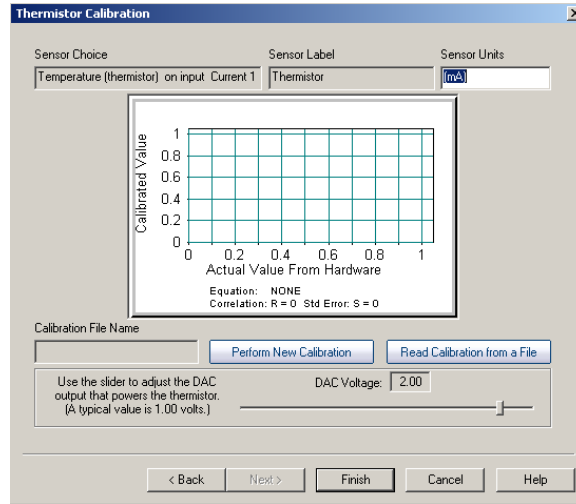 Thermistor Calibration
Sensor Choice
Sensor Label
Sensor Units
Temperature (thermistor) on input Current 1
Thermistor
[mA]
Calibrated Value
1
0.8
0.6
0.4
0.2
0
0 0.2 0.4 0.6 0.8 1
Actual Value From Hardware
Equation: NONE
Correlation: R = 0 Std Error: S = 0
Calibration File Name
Perform New Calibration
Read Calibration from a File
Use the slider to adjust the DAC
output that powers the thermistor.
(A typical value is 1.00 volts.)
DAC Voltage: 2.00
< Back
Next >
Finish
Cancel
Help